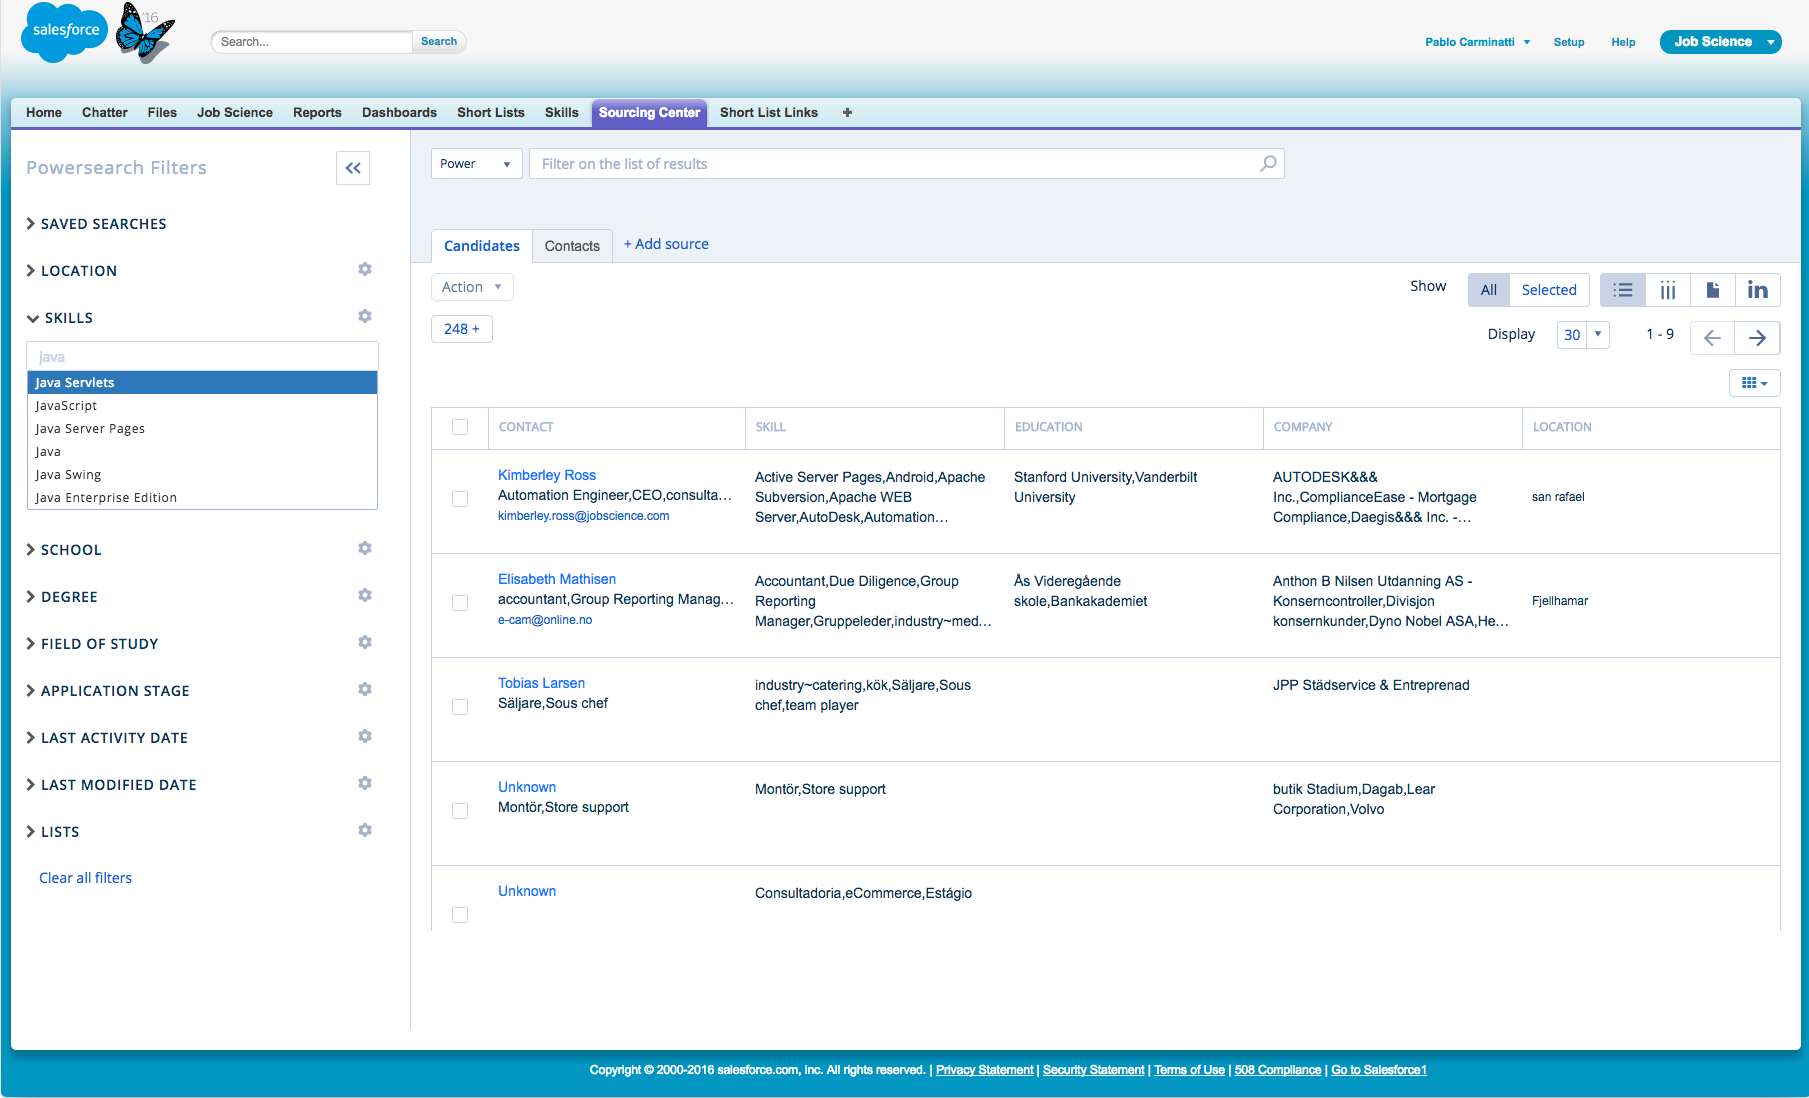 salesforce
'16
Search...
Search
Pablo Carminatti
Setup
Help
Job Science
Home
Chatter
Files
Job Science
Reports
Dashboards
Short Lists
Skills
Sourcing Center
Short List Links
+
Powersearch Filters
SAVED SEARCHES
LOCATION
SKILLS
java
Java Servlets
JavaScript
Java Server Pages
Java
Java Swing
Java Enterprise Edition
SCHOOL
DEGREE
FIELD OF STUDY
APPLICATION STAGE
LAST ACTIVITY DATE
LAST MODIFIED DATE
LISTS
Clear all filters
Power
Filter on the list of results
Candidates
Contacts
+ Add source
Action
Show
All
Selected
in
248 +
Display
30
1 - 9
CONTACT
SKILL
EDUCATION
COMPANY
LOCATION
Kimberley Ross
Automation Engineer,CEO,consulta...
kimberley.ross@jobscience.com
Active Server Pages,Android,Apache
Subversion,Apache WEB
Server,AutoDesk,Automation...
Stanford University,Vanderbilt
University
AUTODESK&&&
Inc.,ComplianceEase - Mortgage
Compliance,Daegis&&& Inc. -...
san rafael
Elisabeth Mathisen
accountant,Group Reporting Manag...
e-cam@online.no
Accountant,Due Diligence,Group
Reporting
Manager,Gruppeleder,industry~med...
Ås Videregående
skole,Bankakademiet
Anthon B Nilsen Utdanning AS -
Konserncontroller,Divisjon
konsernkunder,Dyno Nobel ASA,He...
Fjellhamar
Tobias Larsen
Säljare,Sous chef
industry~catering,kök,Säljare,Sous
chef,team player
JPP Städservice & Entreprenad
Unknown
Montör,Store support
Montör,Store support
butik Stadium,Dagab,Lear
Corporation,Volvo
Unknown
Consultadoria,eCommerce,Estágio
Copyright © 2000-2016 salesforce.com, inc. All rights reserved. | Privacy Statement | Security Statement | Terms of Use | 508 Compliance | Go to Salesforce1